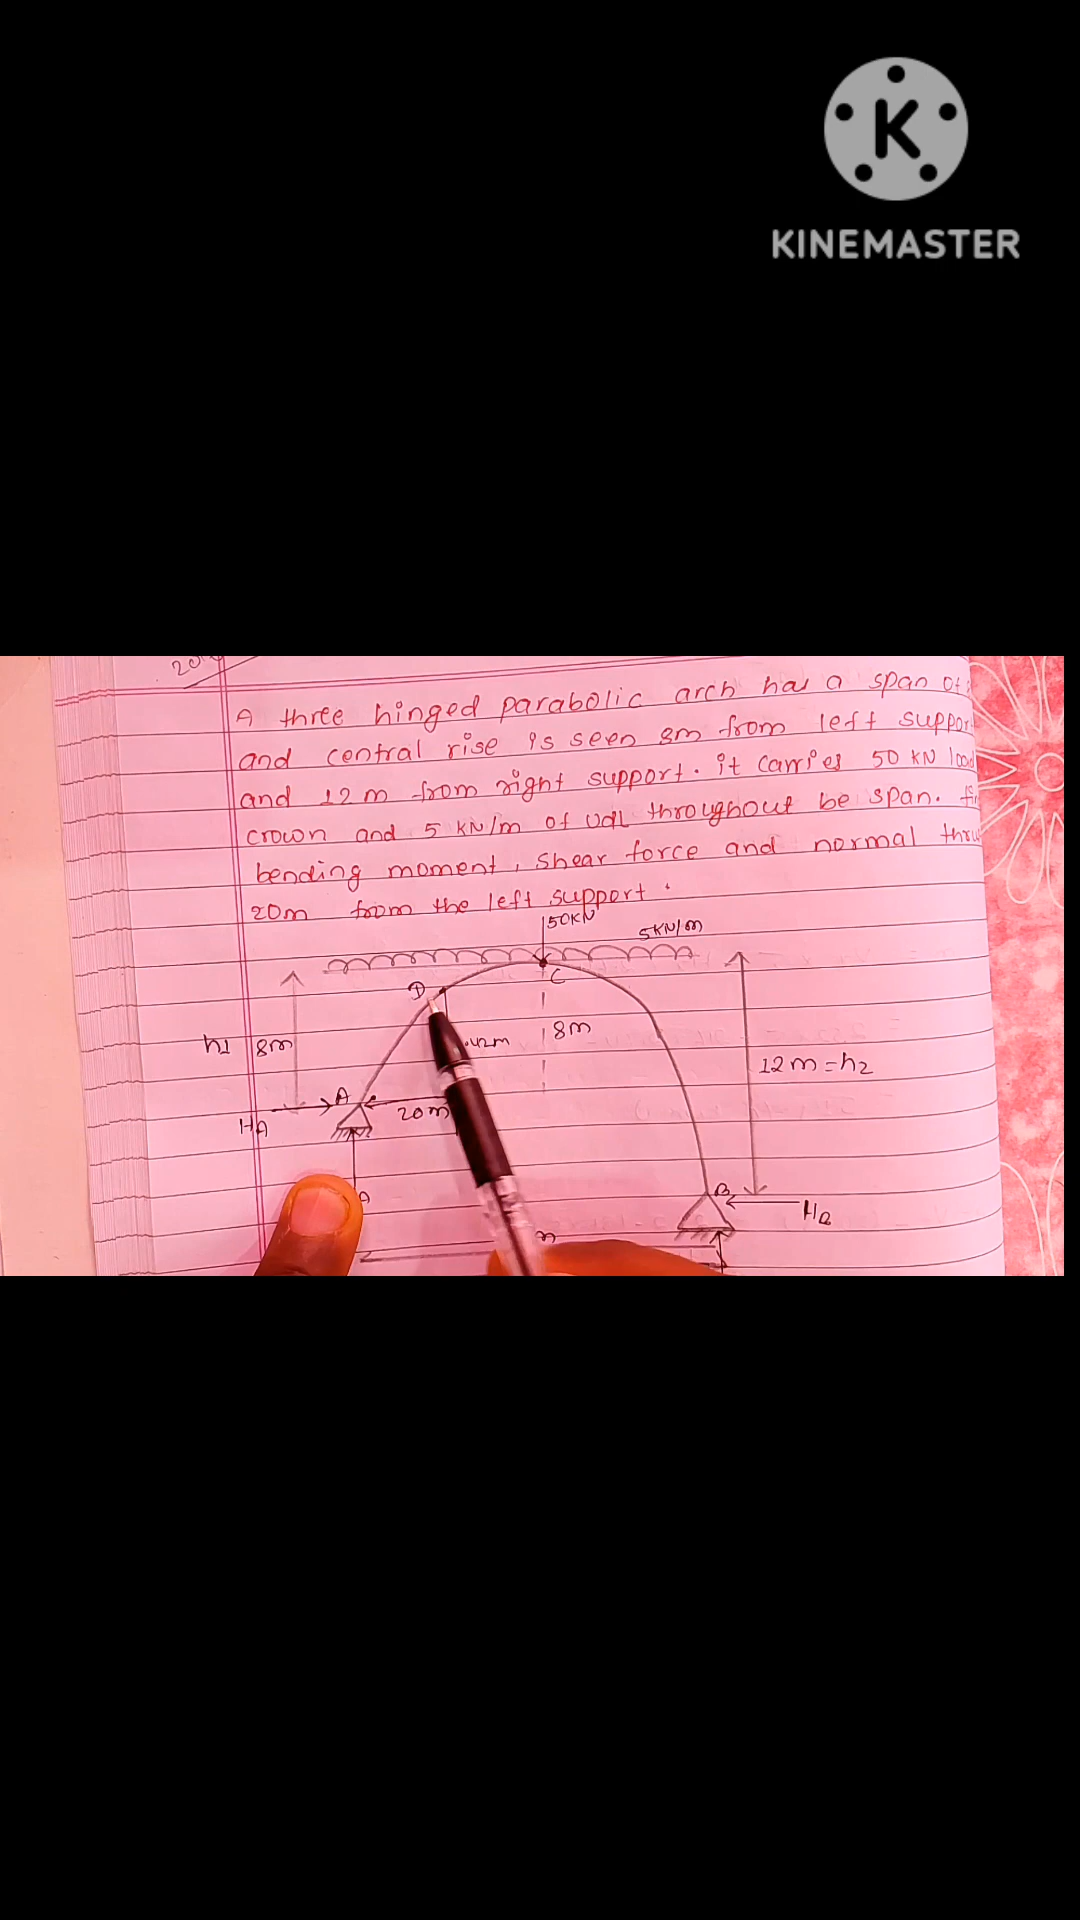 KINEMASTER
A three hinged parabolic arch has a span of
and central rise is seen 8m from left support
and 12 m from right support. it carries 50 KN load
crown and 5 KN/m of udl throughout be span.
bending moment, shear force and normal
20m from the left support.
50KN
5KN/m
D
C
h1 8m
.42m
8m
12 m = h2
A
20m
HA
B
HB